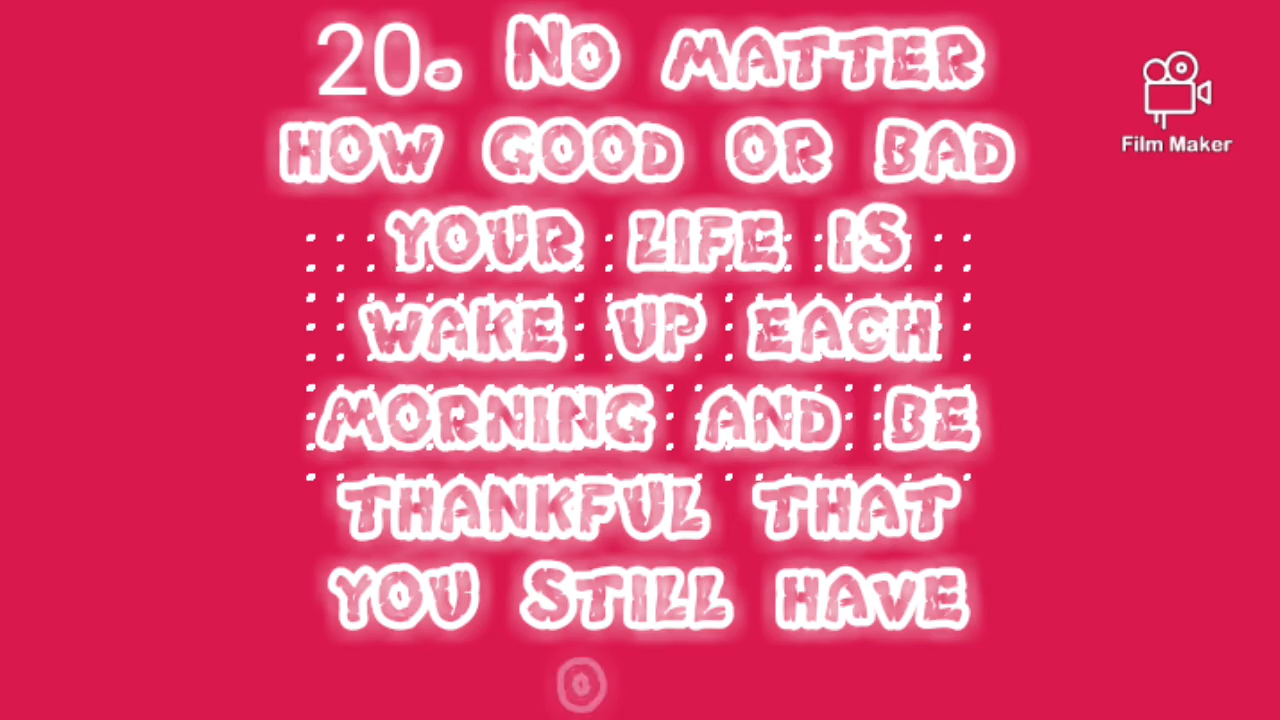 20. No matter
how good or bad
your life is
wake up each
morning and be
thankful that
you still have
o
Film Maker